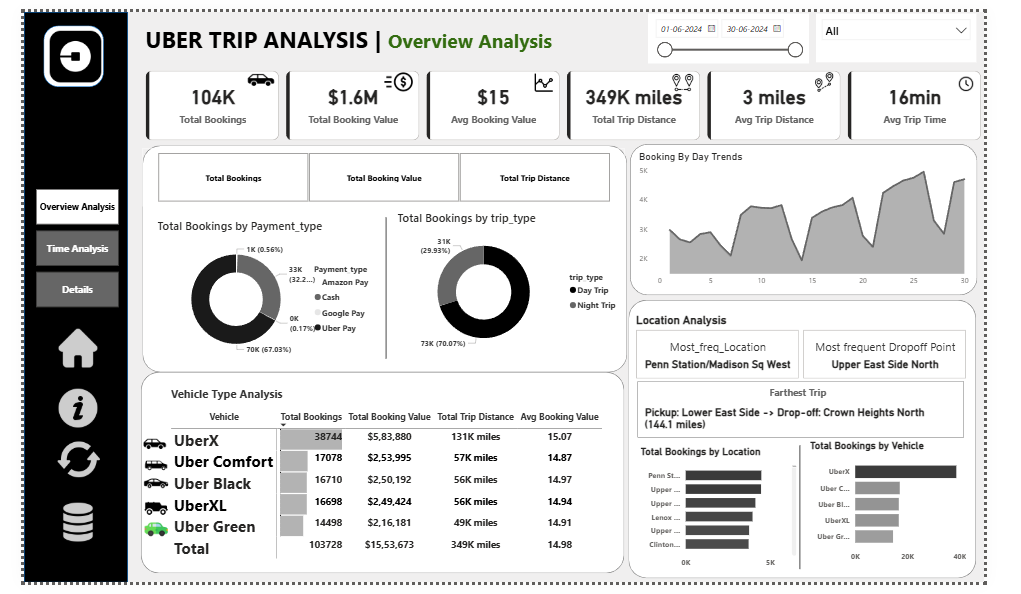 UBER TRIP ANALYSIS | Overview Analysis
01-06-2024 30-06-2024
All
104K
Total Bookings
$1.6M
Total Booking Value
$15
Avg Booking Value
349K miles
Total Trip Distance
3 miles
Avg Trip Distance
16min
Avg Trip Time
Overview Analysis
Time Analysis
Details
Total Bookings
Total Booking Value
Total Trip Distance
Total Bookings by Payment_type
1K (0.56%)
33K
(32.2...)
0K
(0.17%)
70K (67.03%)
Payment_type
Amazon Pay
Cash
Google Pay
Uber Pay
Total Bookings by trip_type
31K
(29.93%)
73K (70.07%)
trip_type
Day Trip
Night Trip
Booking By Day Trends
5K
4K
3K
2K
0 5 10 15 20 25 30
Vehicle Type Analysis
Vehicle Total Bookings Total Booking Value Total Trip Distance Avg Booking Value
UberX 38744 $5,83,880 131K miles 15.07
Uber Comfort 17078 $2,53,995 57K miles 14.87
Uber Black 16710 $2,50,192 56K miles 14.97
UberXL 16698 $2,49,424 56K miles 14.94
Uber Green 14498 $2,16,181 49K miles 14.91
Total 103728 $15,53,673 349K miles 14.98
Location Analysis
Most_freq_Location
Penn Station/Madison Sq West
Most frequent Dropoff Point
Upper East Side North
Farthest Trip
Pickup: Lower East Side -> Drop-off: Crown Heights North
(144.1 miles)
Total Bookings by Location
Penn St...
Upper ...
Upper ...
Lenox ...
Upper ...
Clinton...
0K 5K
Total Bookings by Vehicle
UberX
Uber C...
Uber Bl...
UberXL
Uber Gr...
0K 20K 40K